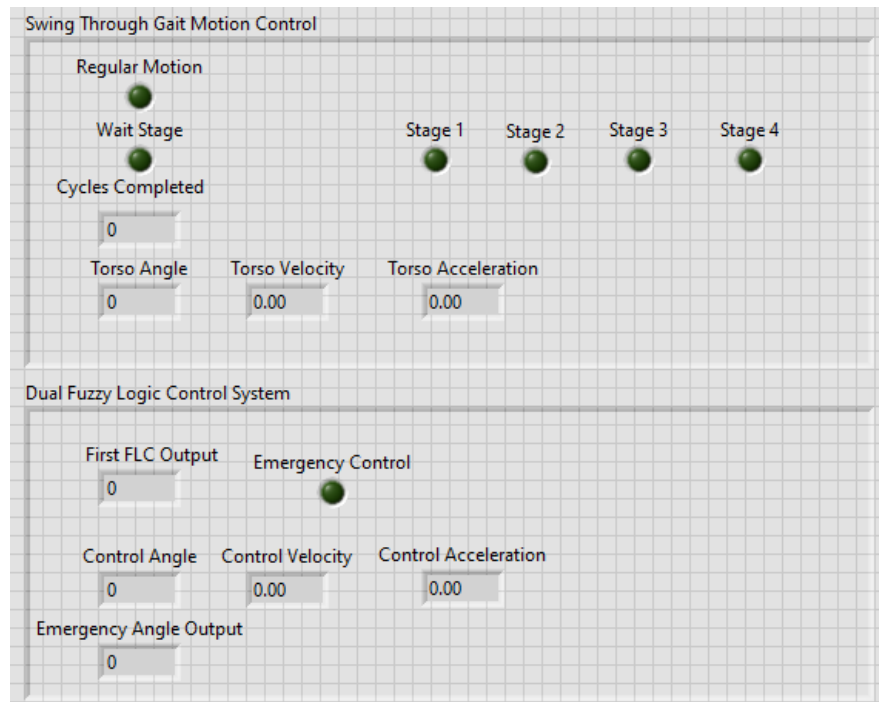 Swing Through Gait Motion Control
Regular Motion
Wait Stage
Stage 1 Stage 2 Stage 3 Stage 4
Cycles Completed
0
Torso Angle Torso Velocity Torso Acceleration
0 0.00 0.00
Dual Fuzzy Logic Control System
First FLC Output Emergency Control
0
Control Angle Control Velocity Control Acceleration
0 0.00 0.00
Emergency Angle Output
0